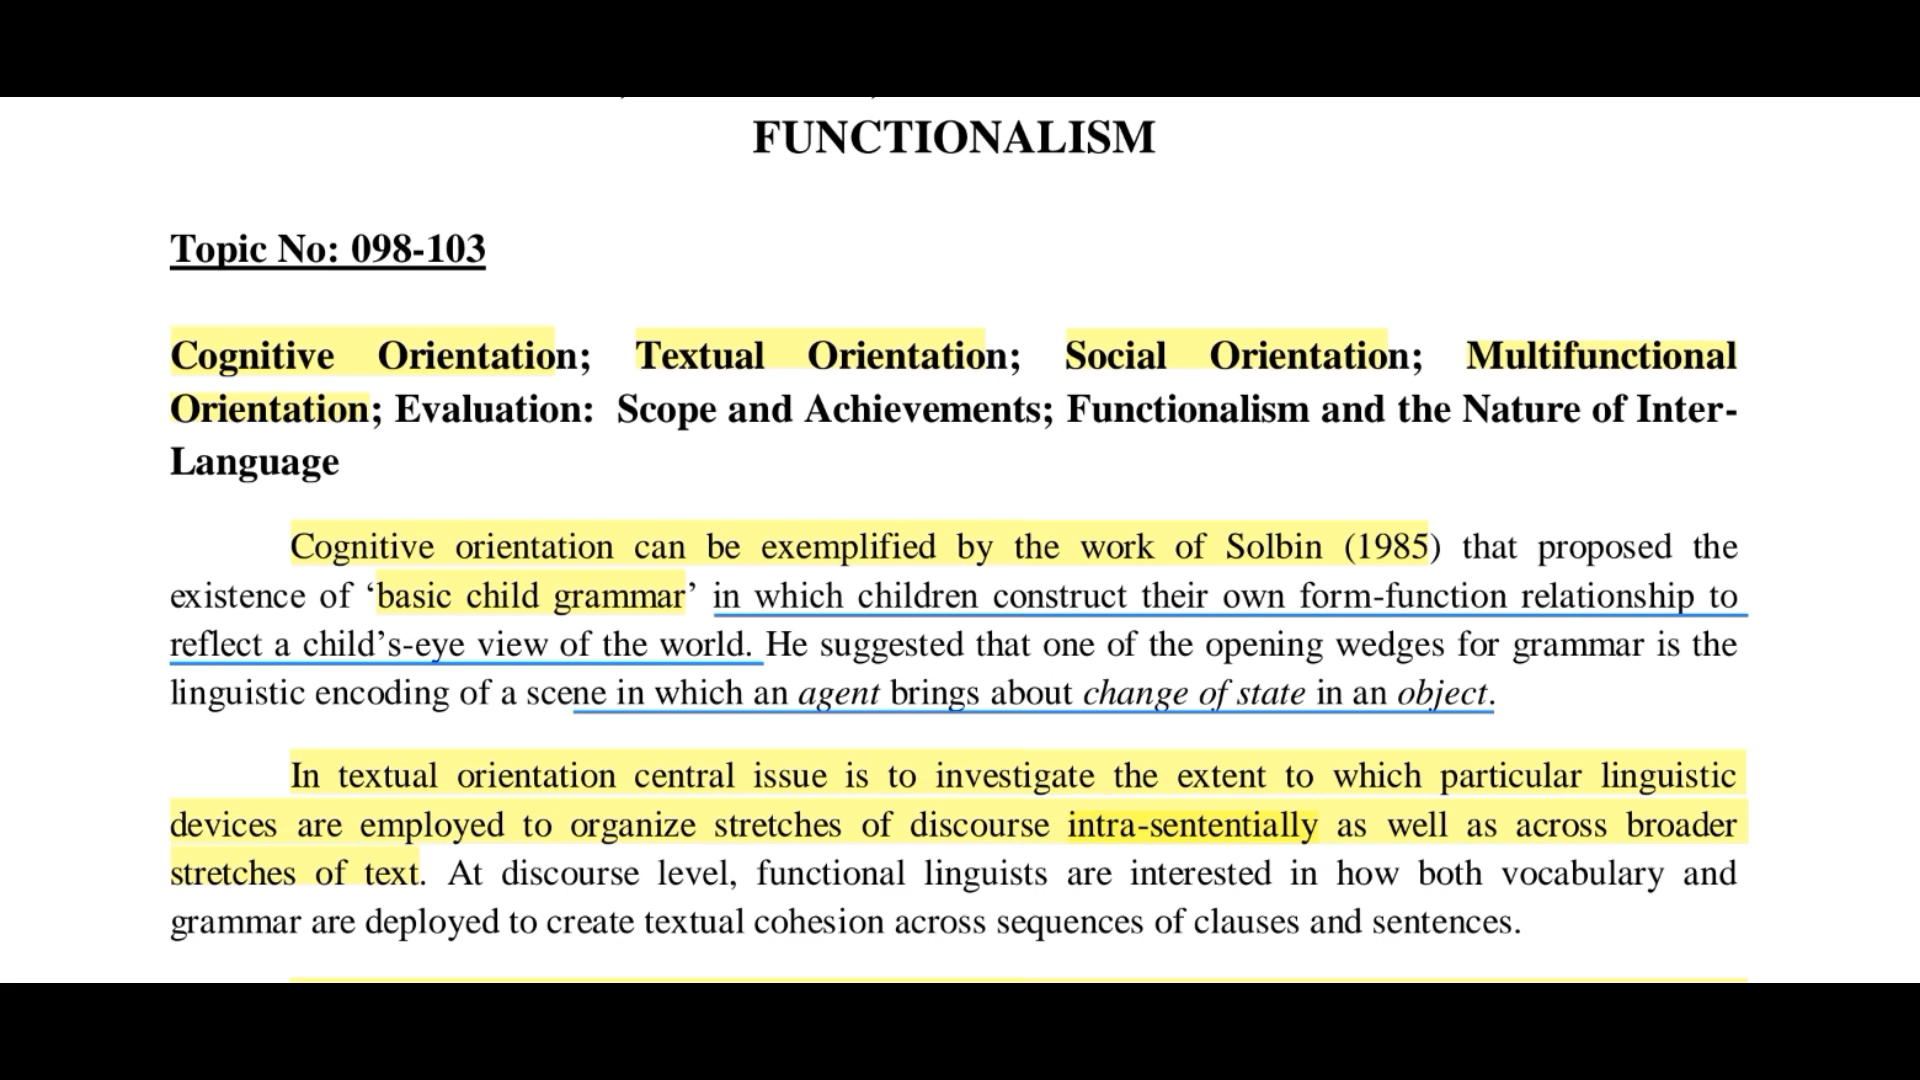 FUNCTIONALISM
Topic No: 098-103
Cognitive Orientation; Textual Orientation; Social Orientation; Multifunctional
Orientation; Evaluation: Scope and Achievements; Functionalism and the Nature of Inter-
Language
Cognitive orientation can be exemplified by the work of Solbin (1985) that proposed the
existence of ‘basic child grammar’ in which children construct their own form-function relationship to
reflect a child’s-eye view of the world. He suggested that one of the opening wedges for grammar is the
linguistic encoding of a scene in which an agent brings about change of state in an object.
In textual orientation central issue is to investigate the extent to which particular linguistic
devices are employed to organize stretches of discourse intra-sententially as well as across broader
stretches of text. At discourse level, functional linguists are interested in how both vocabulary and
grammar are deployed to create textual cohesion across sequences of clauses and sentences.